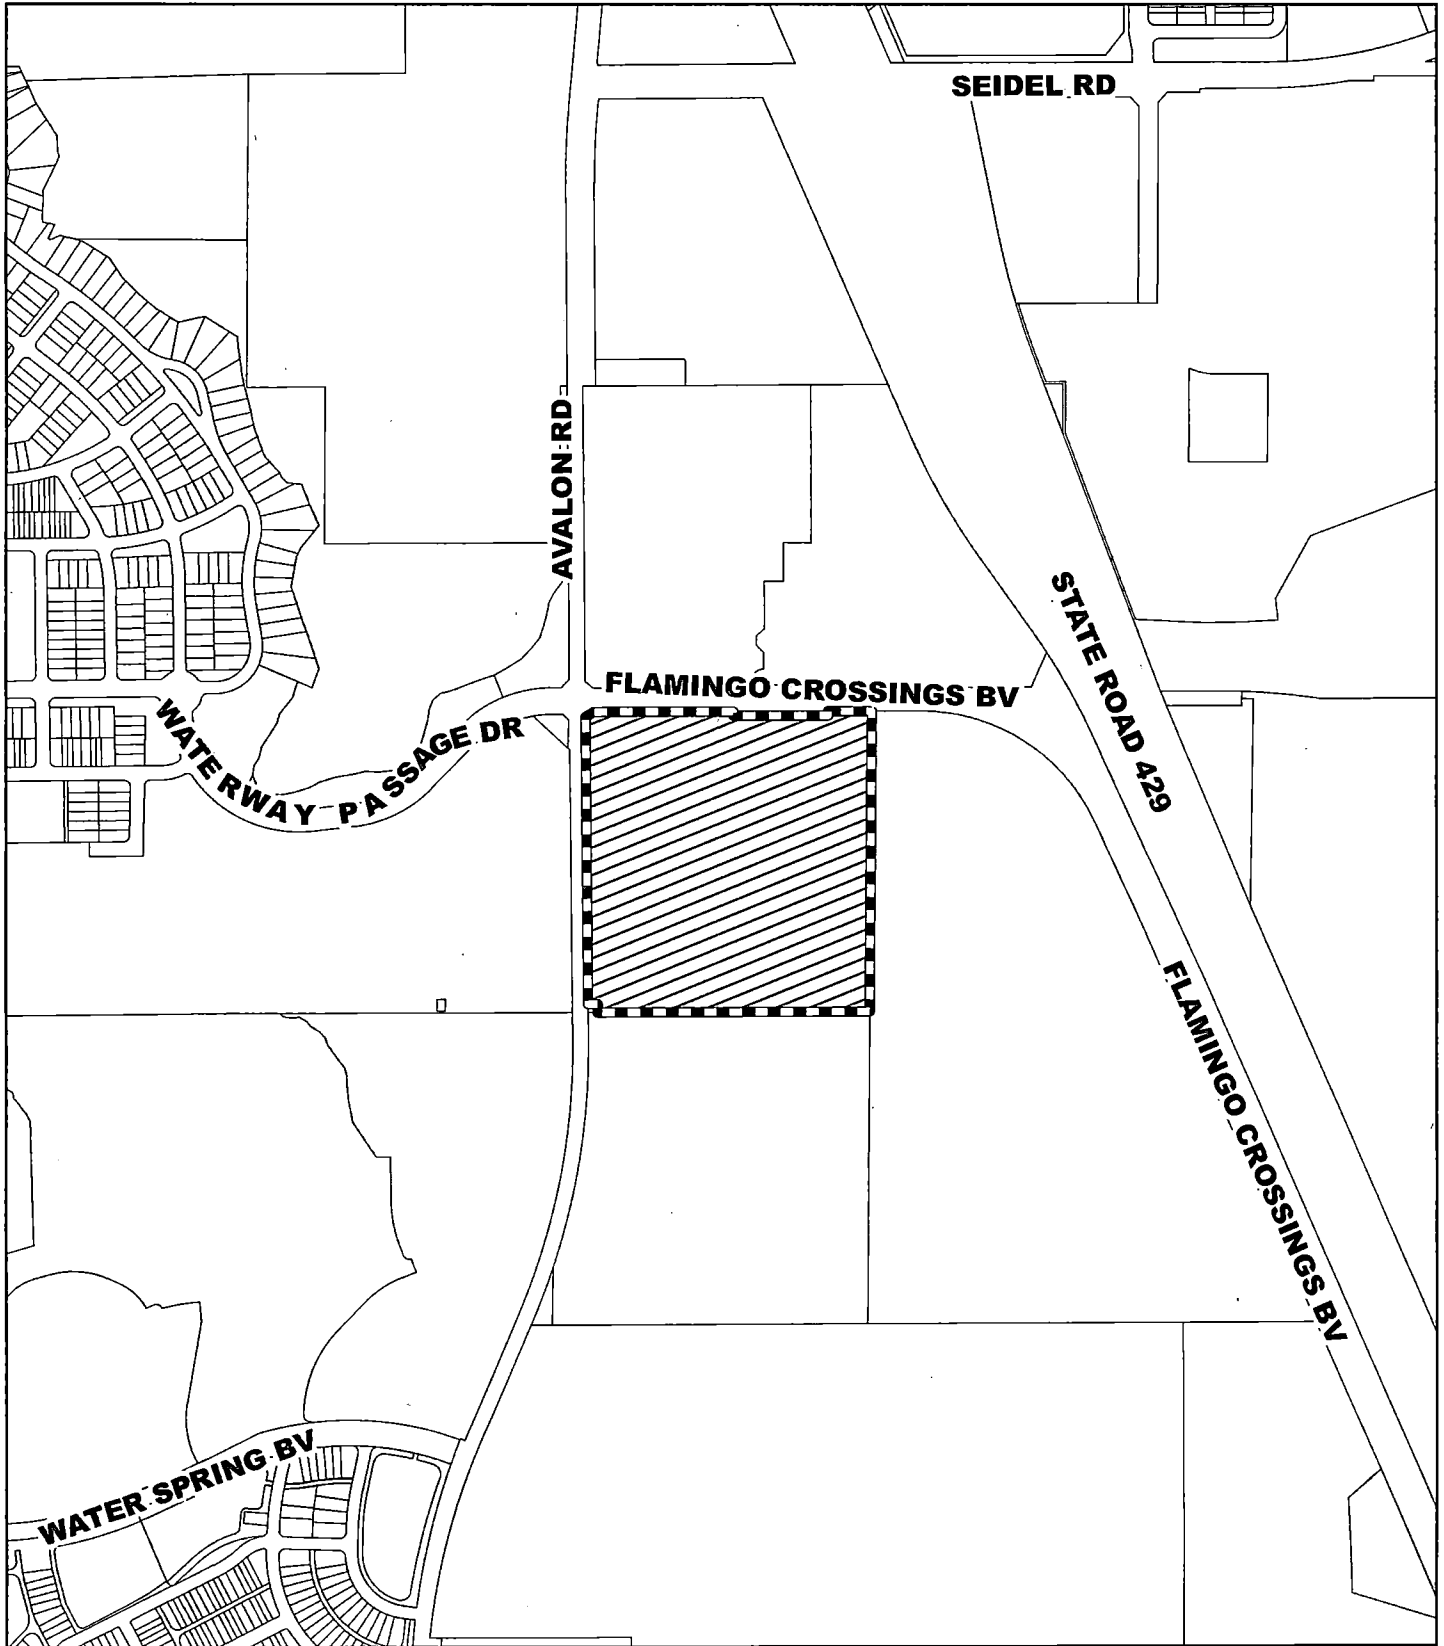 SEIDEL RD
AVALON RD
STATE ROAD 429
FLAMINGO CROSSINGS BV
WATERWAY PASSAGE DR
FLAMINGO CROSSINGS BV
WATER SPRING BV